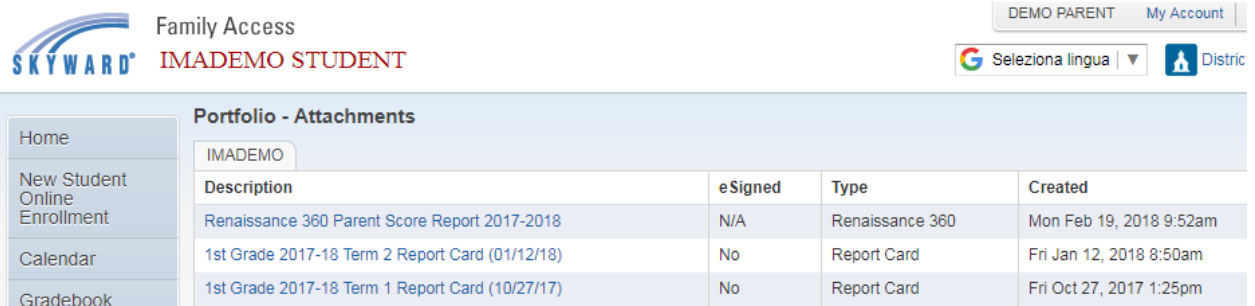 Family Access
DEMO PARENT My Account
SKYWARD®
IMADEMO STUDENT
Seleziona lingua ▼
Portfolio - Attachments
Home
New Student
Online
Enrollment
Calendar
Gradebook
IMADEMO
Description eSigned Type Created
Renaissance 360 Parent Score Report 2017-2018 N/A Renaissance 360 Mon Feb 19, 2018 9:52am
1st Grade 2017-18 Term 2 Report Card (01/12/18) No Report Card Fri Jan 12, 2018 8:50am
1st Grade 2017-18 Term 1 Report Card (10/27/17) No Report Card Fri Oct 27, 2017 1:25pm